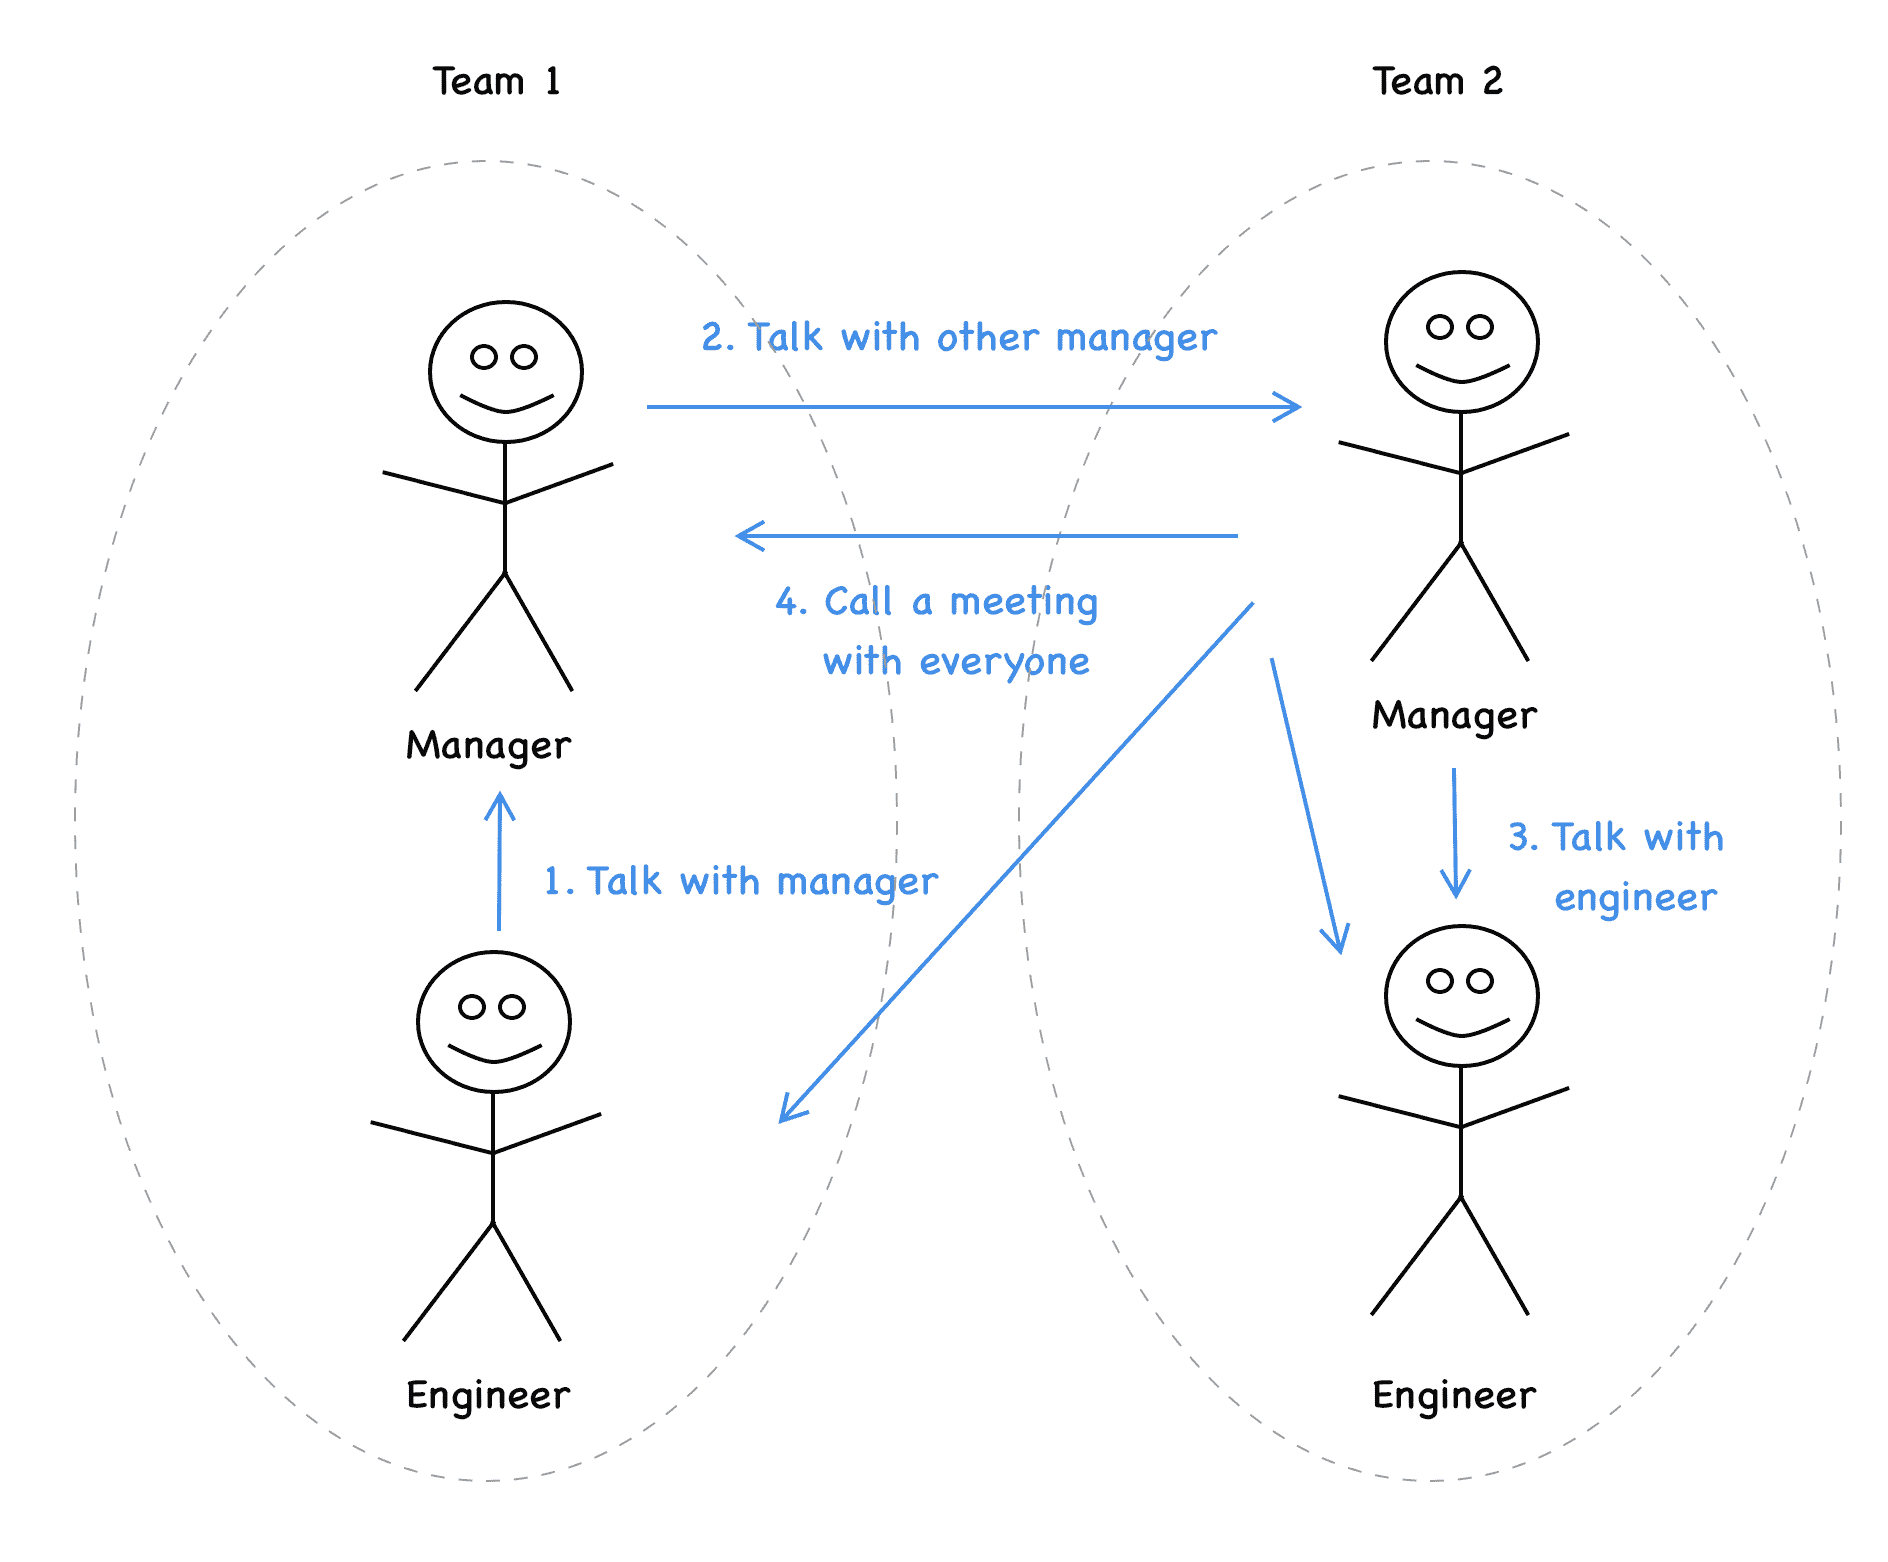 Team 1
Team 2
2. Talk with other manager
4. Call a meeting
with everyone
Manager
Manager
1. Talk with manager
3. Talk with
engineer
Engineer
Engineer